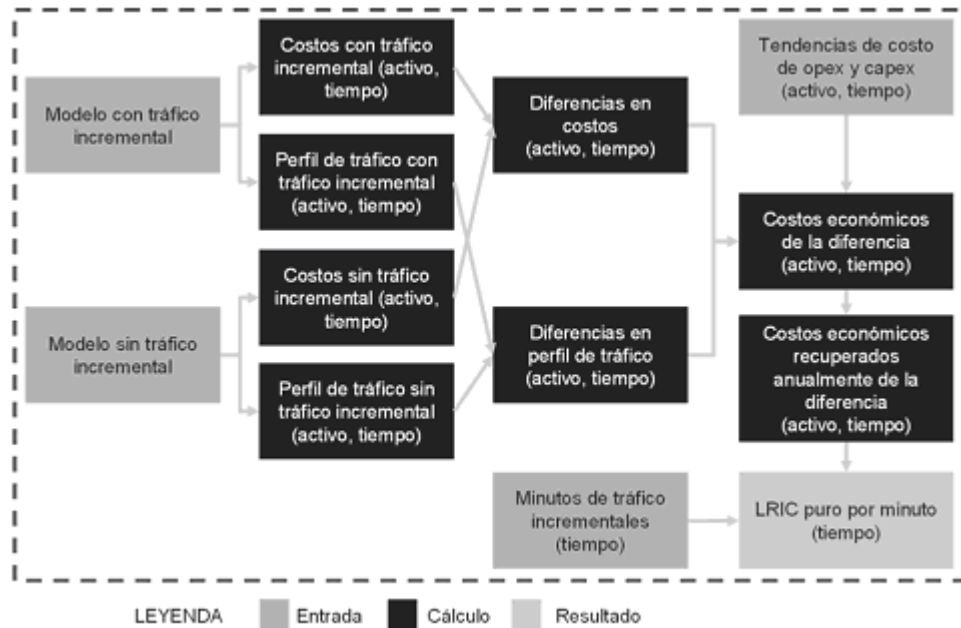 Modelo con tráfico
incremental
Modelo sin tráfico
incremental
Costos con tráfico
incremental (activo,
tiempo)
Perfil de tráfico con
tráfico incremental
(activo, tiempo)
Costos sin tráfico
incremental (activo,
tiempo)
Perfil de tráfico sin
tráfico incremental
(activo, tiempo)
Diferencias en
costos
(activo, tiempo)
Diferencias en
perfil de tráfico
(activo, tiempo)
Minutos de tráfico
incrementales
(tiempo)
Tendencias de costo
de opex y capex
(activo, tiempo)
Costos económicos
de la diferencia
(activo, tiempo)
Costos económicos
recuperados
anualmente de la
diferencia
(activo, tiempo)
LRIC puro por minuto
(tiempo)
LEYENDA Entrada Cálculo Resultado